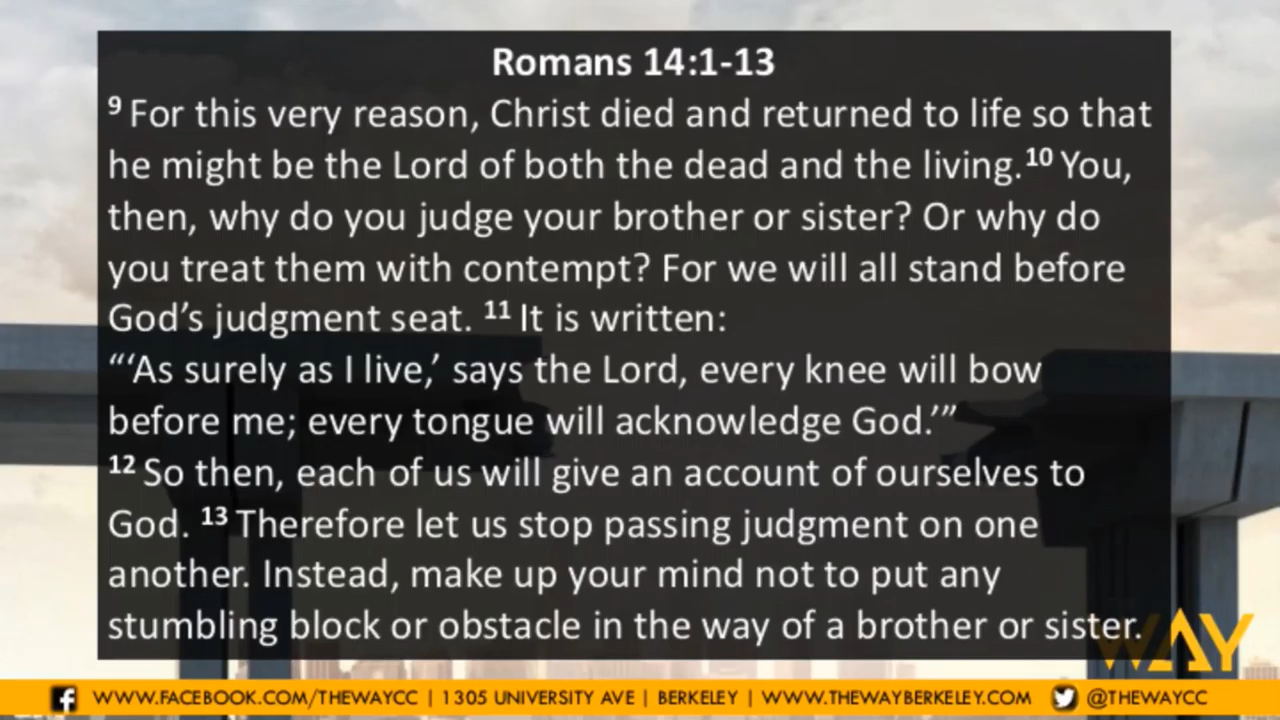 Romans 14:1-13
9 For this very reason, Christ died and returned to life so that
he might be the Lord of both the dead and the living.10 You,
then, why do you judge your brother or sister? Or why do
you treat them with contempt? For we will all stand before
God’s judgment seat. 11 It is written:
“‘As surely as I live,’ says the Lord, every knee will bow
before me; every tongue will acknowledge God.’”
12 So then, each of us will give an account of ourselves to
God. 13 Therefore let us stop passing judgment on one
another. Instead, make up your mind not to put any
stumbling block or obstacle in the way of a brother or sister.
WAY
f WWW.FACEBOOK.COM/THEWAYCC | 1305 UNIVERSITY AVE | BERKELEY | WWW.THEWAYBERKELEY.COM @THEWAYCC